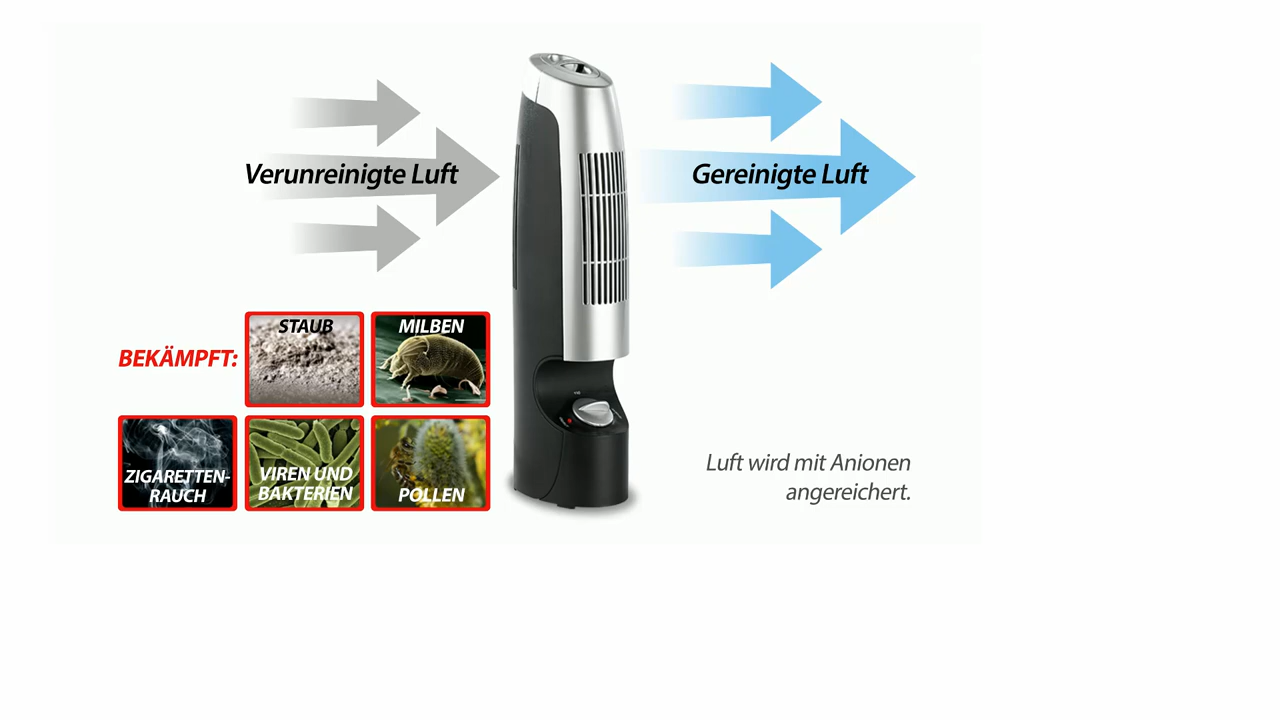 Verunreinigte Luft
Gereinigte Luft
BEKÄMPFT:
STAUB
MILBEN
ZIGARETTEN-
RAUCH
VIREN UND
BAKTERIEN
POLLEN
Luft wird mit Anionen
angereichert.